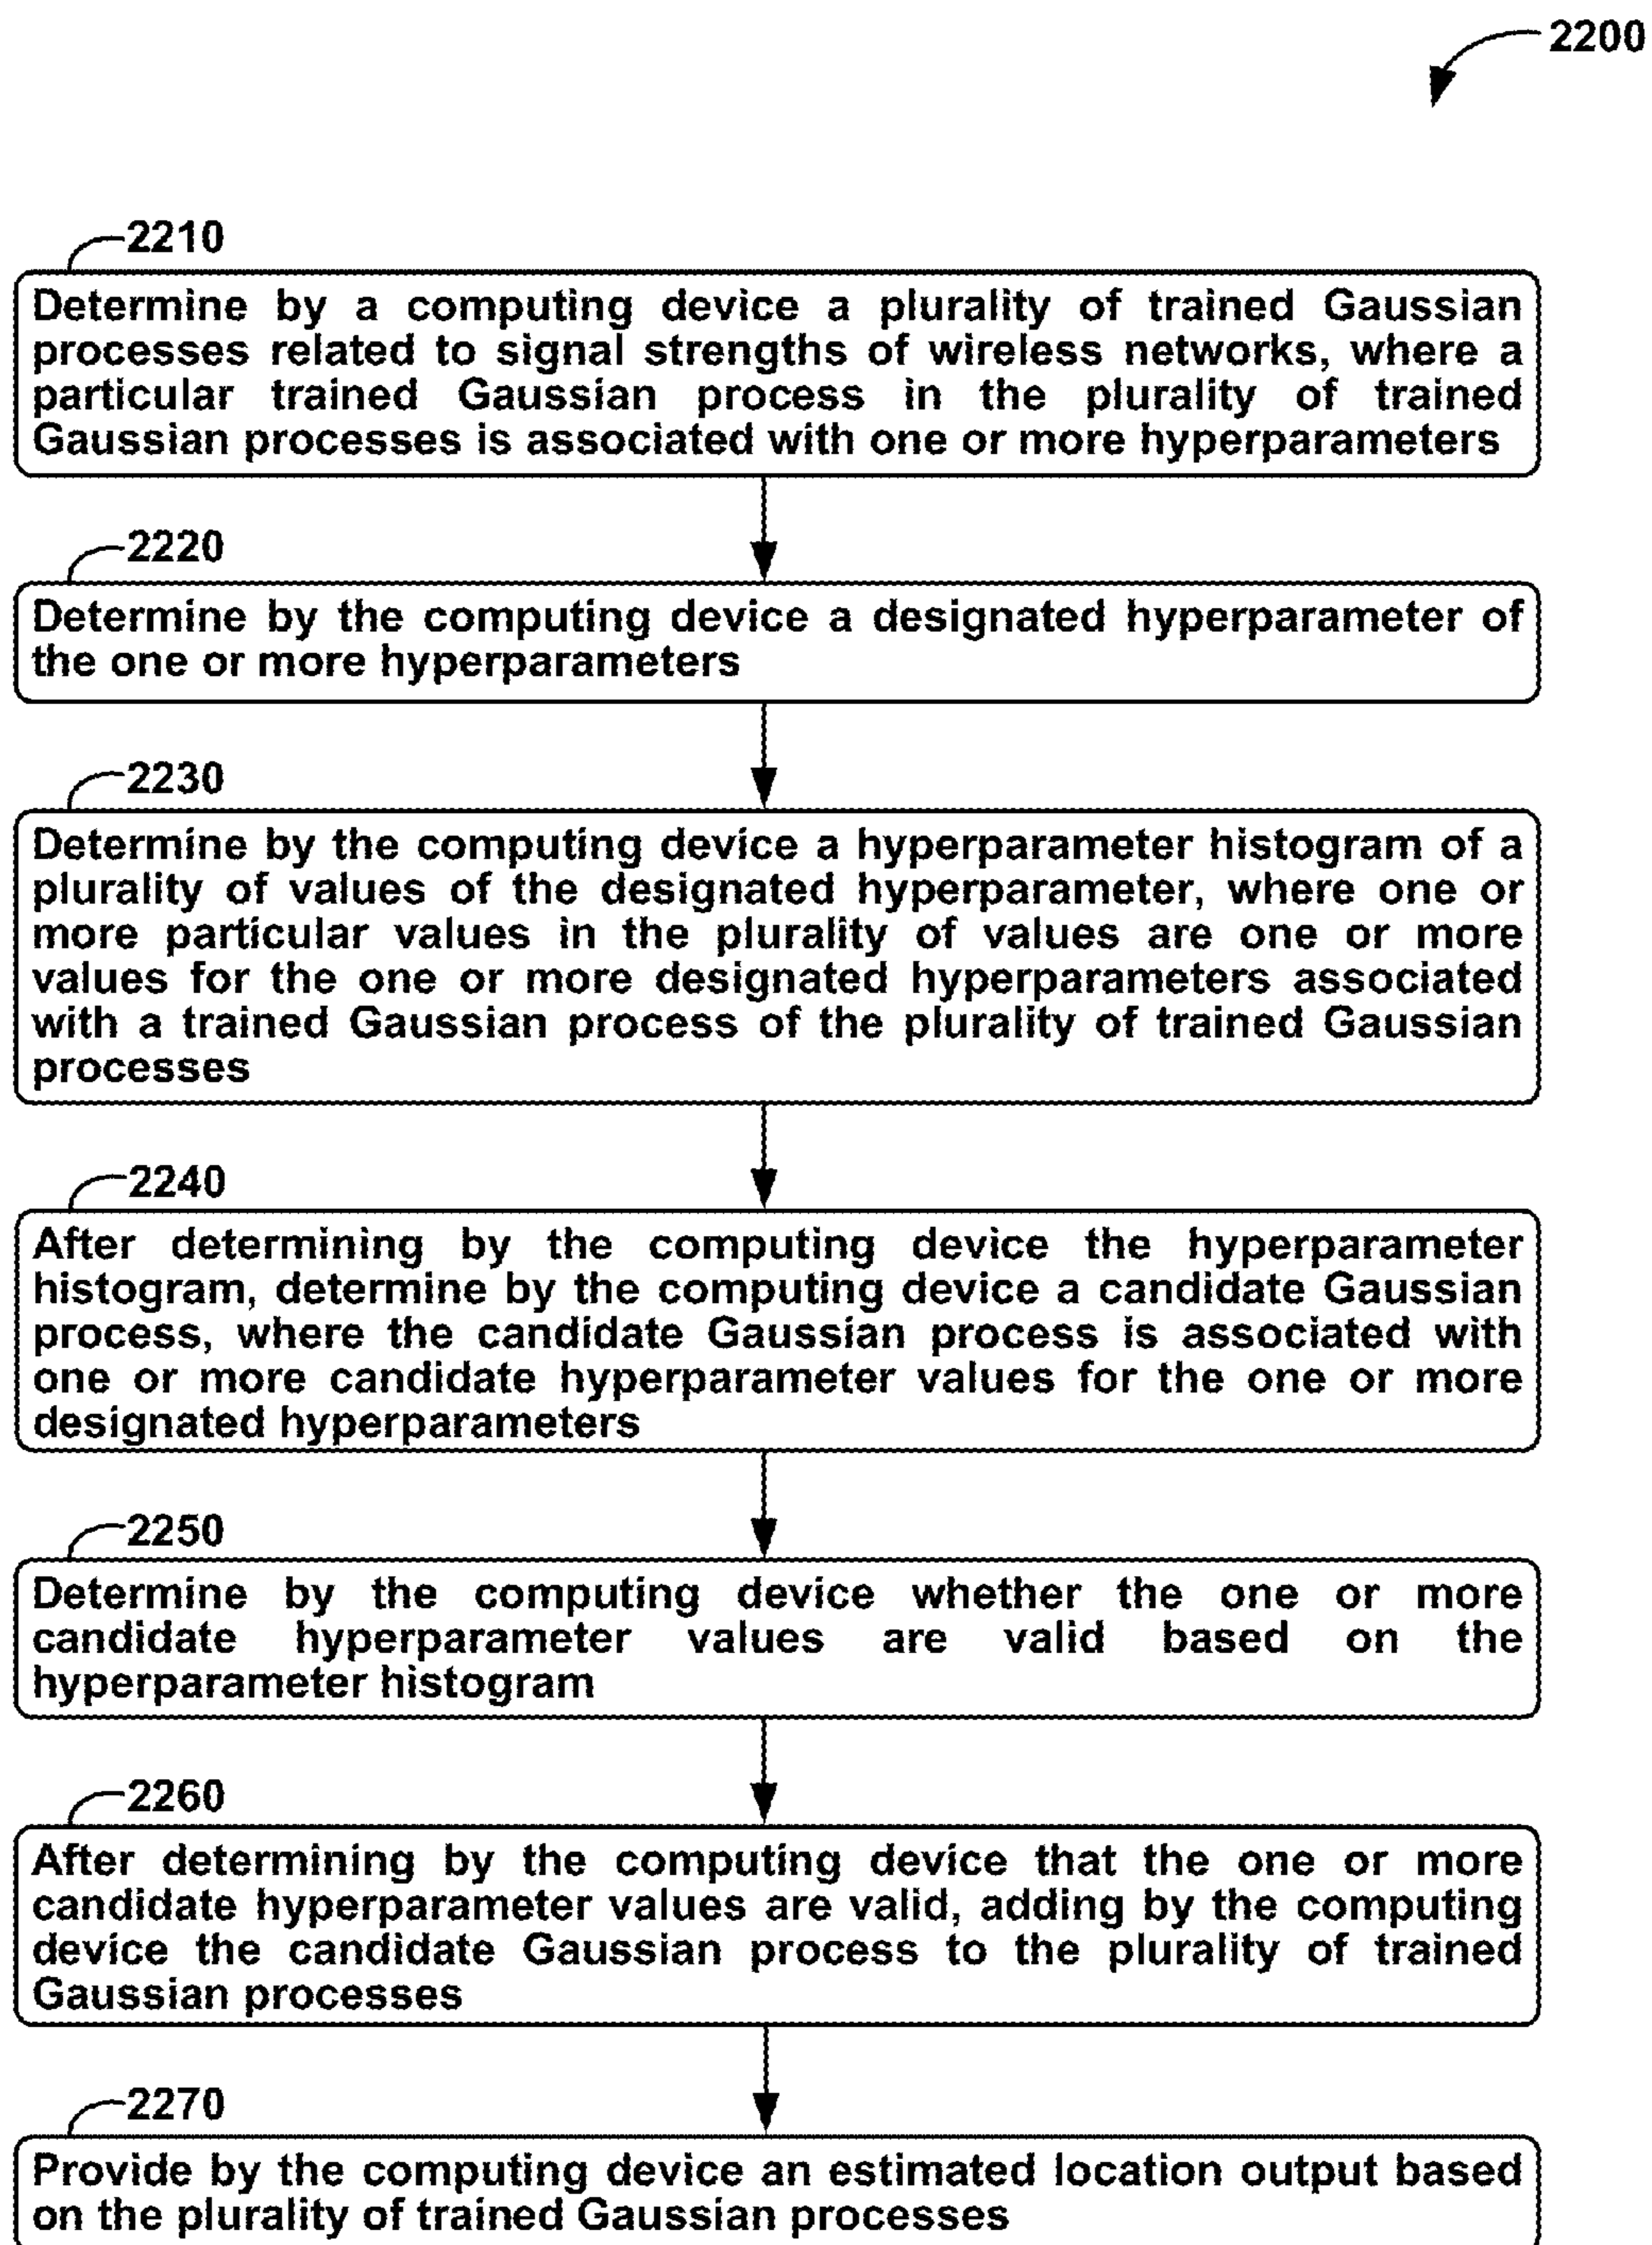 2200
2210
Determine by a computing device a plurality of trained Gaussian
processes related to signal strengths of wireless networks, where a
particular trained Gaussian process in the plurality of trained
Gaussian processes is associated with one or more hyperparameters
2220
Determine by the computing device a designated hyperparameter of
the one or more hyperparameters
2230
Determine by the computing device a hyperparameter histogram of a
plurality of values of the designated hyperparameter, where one or
more particular values in the plurality of values are one or more
values for the one or more designated hyperparameters associated
with a trained Gaussian process of the plurality of trained Gaussian
processes
2240
After determining by the computing device the hyperparameter
histogram, determine by the computing device a candidate Gaussian
process, where the candidate Gaussian process is associated with
one or more candidate hyperparameter values for the one or more
designated hyperparameters
2250
Determine by the computing device whether the one or more
candidate hyperparameter values are valid based on the
hyperparameter histogram
2260
After determining by the computing device that the one or more
candidate hyperparameter values are valid, adding by the computing
device the candidate Gaussian process to the plurality of trained
Gaussian processes
2270
Provide by the computing device an estimated location output based
on the plurality of trained Gaussian processes